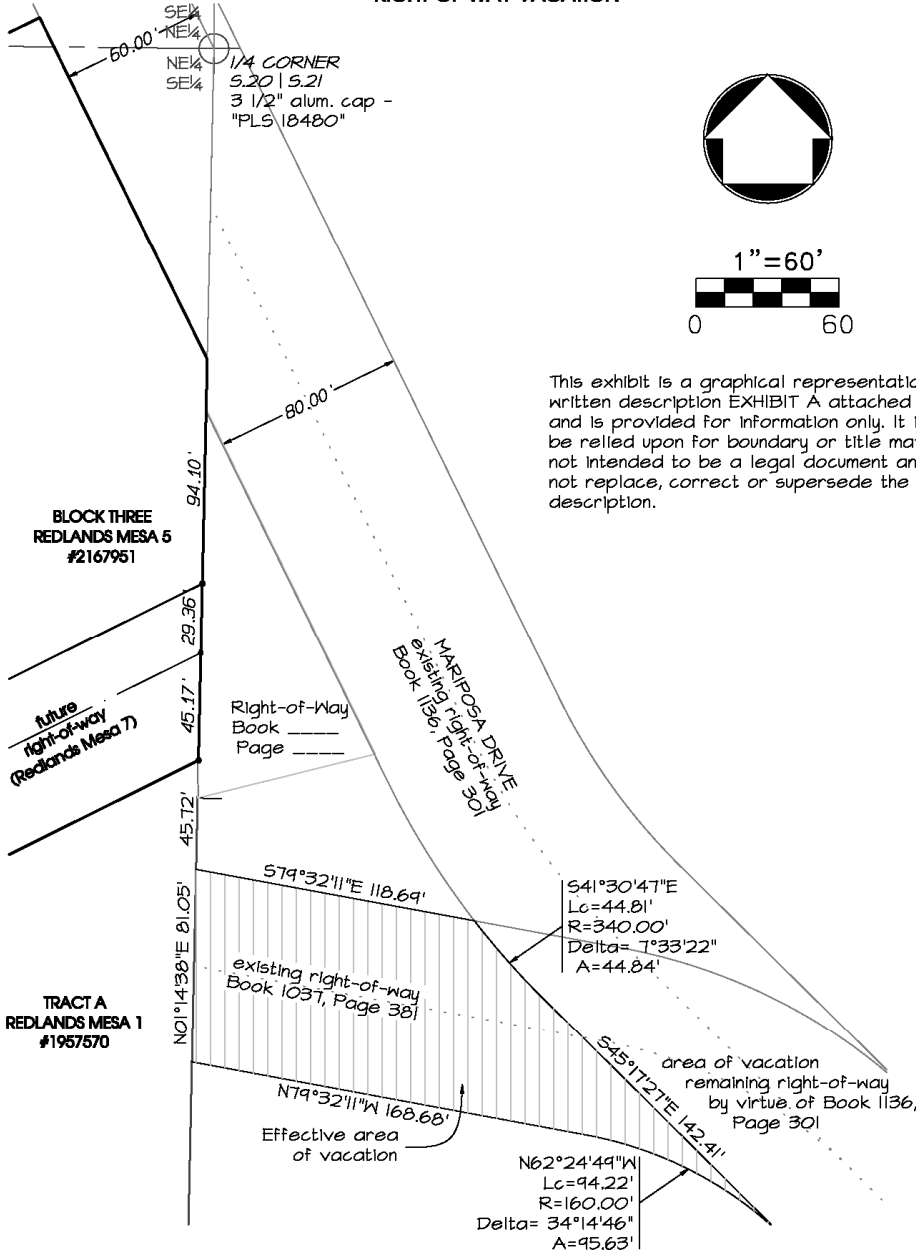 RIGHT-OF-WAY VACATION
SE¼
NE¼
60.00'
NE¼
SE¼
1/4 CORNER
S.20 | S.21
3 1/2" alum. cap -
"PLS 18480"
1"=60'
0 60
This exhibit is a graphical representatio
written description EXHIBIT A attached
and is provided for information only. It i
be relied upon for boundary or title ma
not intended to be a legal document an
not replace, correct or supersede the
description.
80.00'
94.10'
BLOCK THREE
REDLANDS MESA 5
#2167951
29.36'
45.17'
future
right-of-way
(Redlands Mesa 7)
Right-of-Way
Book ____
Page ____
MARIPOSA DRIVE
existing right-of-way
Book 1136, Page 301
45.72'
S79°32'11"E 118.69'
S41°30'47"E
Lc=44.81'
R=340.00'
Delta= 7°33'22"
A=44.84'
N01°14'38"E 81.05'
existing right-of-way
Book 1037, Page 381
TRACT A
REDLANDS MESA 1
#1957570
S45°17'27"E 142.41'
area of vacation
remaining right-of-way
by virtue of Book 1136,
Page 301
N79°32'11"W 168.68'
Effective area
of vacation
N62°24'49"W
Lc=94.22'
R=160.00'
Delta= 34°14'46"
A=95.63'